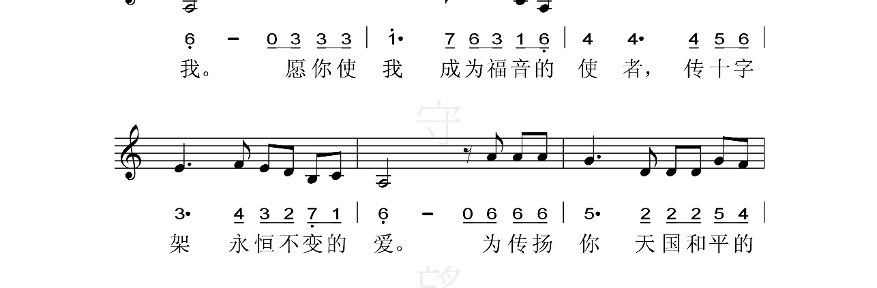 6 – 0 3 3 3 | 1· 7 6 3 1 6 | 4 4· 4 5 6 |
我。 愿你使 我 成为福音的 使 者， 传十字
守
3· 4 3 2 7 1 | 6 – 0 6 6 6 | 5· 2 2 2 5 4 |
架 永恒不变的 爱。 为传扬 你 天国和平的